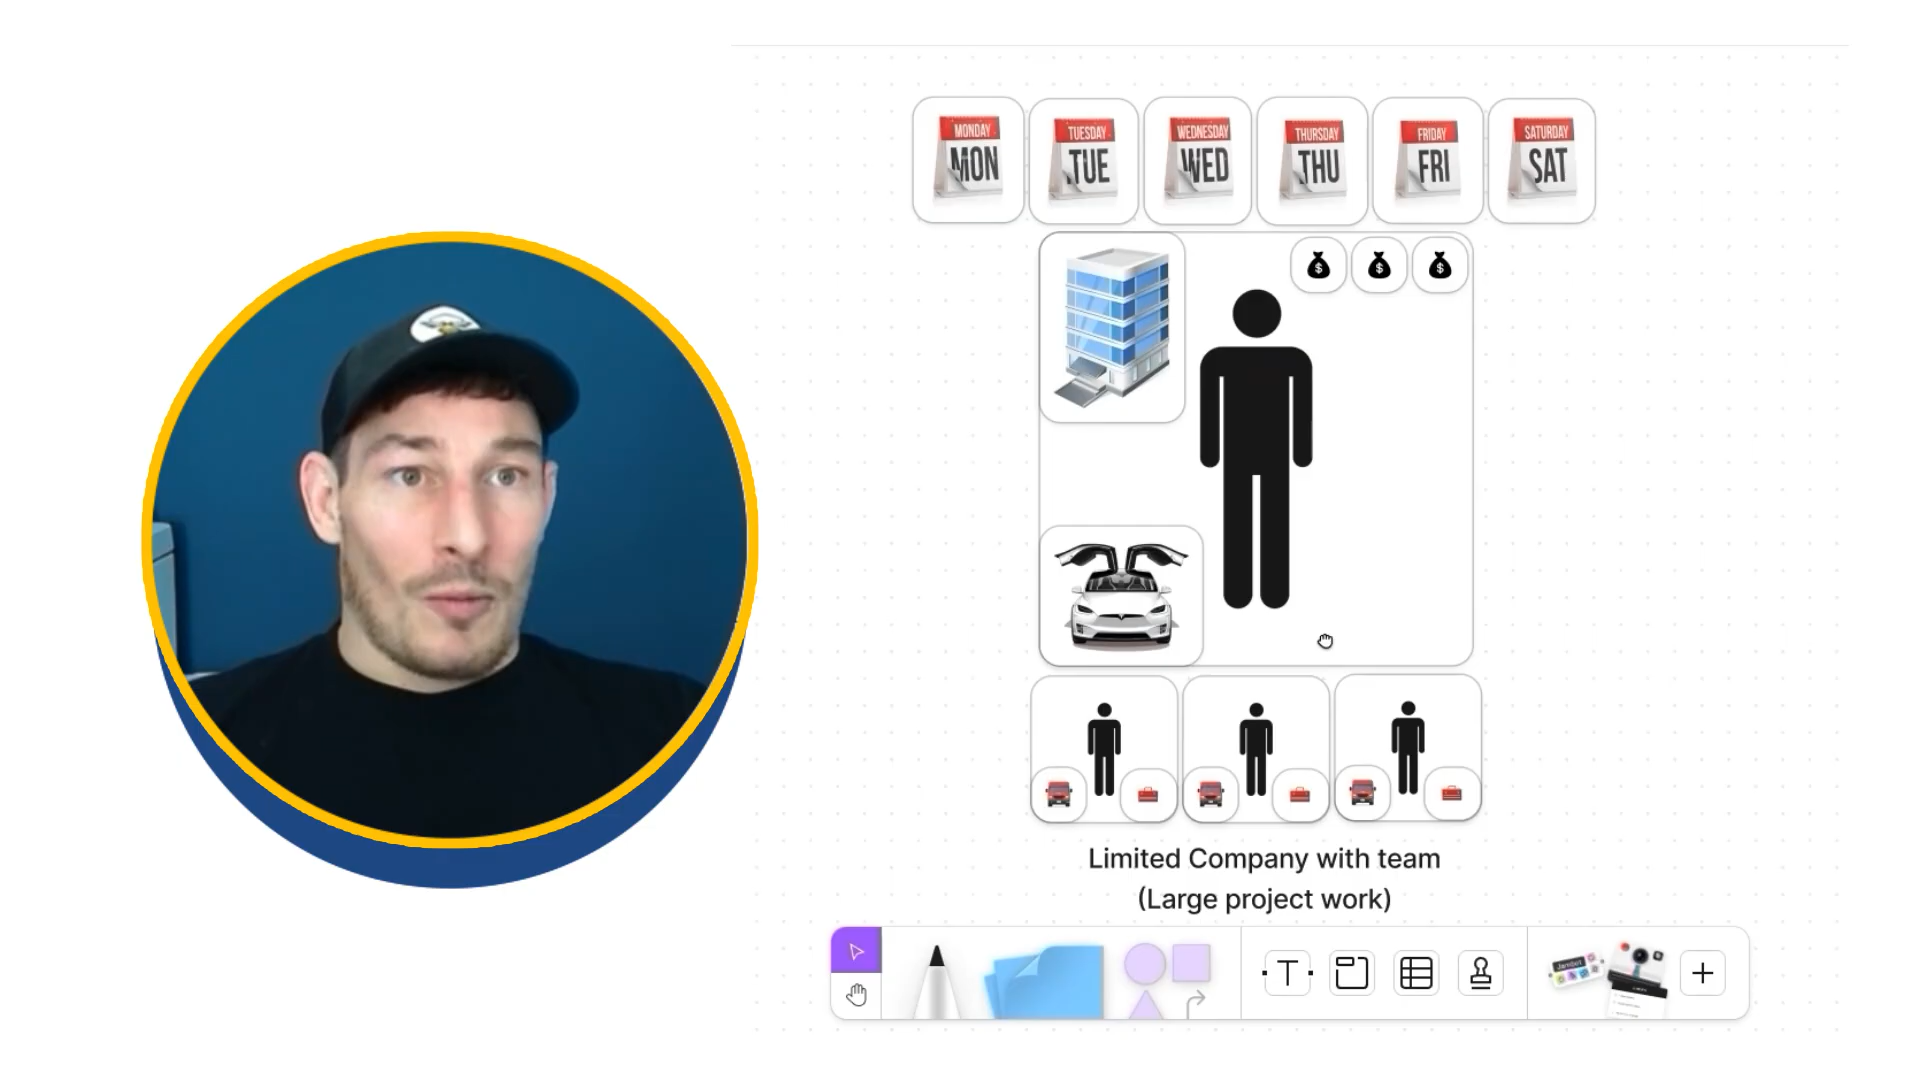 MONDAY TUESDAY WEDNESDAY THURSDAY FRIDAY SATURDAY
MON TUE WED THU FRI SAT
$ $ $
Limited Company with team
(Large project work)
T
Jambot